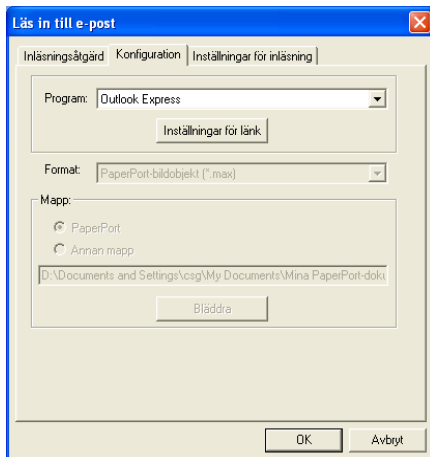 Läs in till e-post
Inläsningsåtgärd Konfiguration Inställningar för inläsning
Program: Outlook Express
Inställningar för länk
Format: PaperPort-bildobjekt (*.max)
Mapp:
PaperPort
Annan mapp
D:\Documents and Settings\csg\My Documents\Mina PaperPort-doku
Bläddra
OK Avbryt